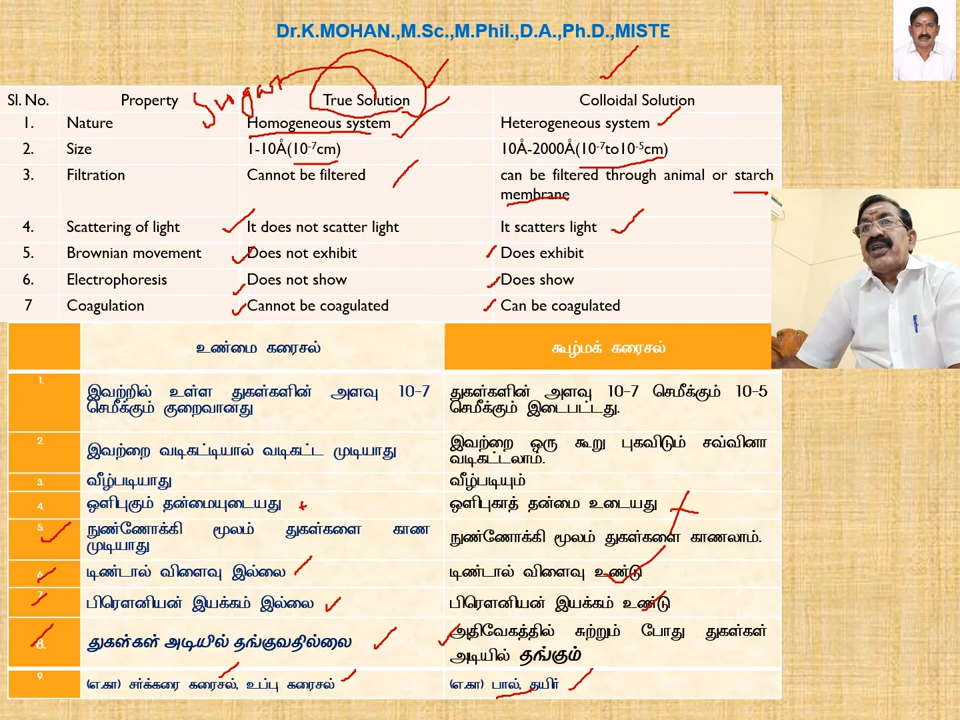 Dr.K.MOHAN.,M.Sc.,M.Phil.,D.A.,Ph.D.,MISTE
Sugar
Sl. No. Property True Solution Colloidal Solution
1. Nature Homogeneous system Heterogeneous system
2. Size 1-10Å(10-7cm) 10Å-2000Å(10-7to10-5cm)
3. Filtration Cannot be filtered can be filtered through animal or starch
membrane
4. Scattering of light It does not scatter light It scatters light
5. Brownian movement Does not exhibit Does exhibit
6. Electrophoresis Does not show Does show
7 Coagulation Cannot be coagulated Can be coagulated
உண்மை கரைசல் கூழ்மக் கரைசல்
1. இவற்றில் உள்ள துகள்களின் அளவு 10-7 துகள்களின் அளவு 10-7 செமீக்கும் 10-5
செமீக்கும் குறைவானது செமீக்கும் இடைபட்டது.
2. இவற்றை வடிகட்டியால் வடிகட்ட முடியாது இவற்றை ஒரு கூறு புகவிடும் சவ்வினா
வடிகட்டலாம்.
3. வீழ்படியாது வீழ்படியும்
4. ஒளிபுகும் தன்மையுடையது ஒளிபுகாத் தன்மை உடையது
5. நுண்ணோக்கி மூலம் துகள்களை காண நுண்ணோக்கி மூலம் துகள்களை காணலாம்.
முடியாது
6. டிண்டால் விளைவு இல்லை டிண்டால் விளைவு உண்டு
7. பிரௌனியன் இயக்கம் இல்லை பிரௌனியன் இயக்கம் உண்டு
8. துகள்கள் அடியில் தங்குவதில்லை அதிவேகத்தில் சுற்றும் போது துகள்கள்
அடியில் தங்கும்
9. (எ.கா) சர்க்கரை கரைசல், உப்பு கரைசல் (எ.கா) பால், தயிர்